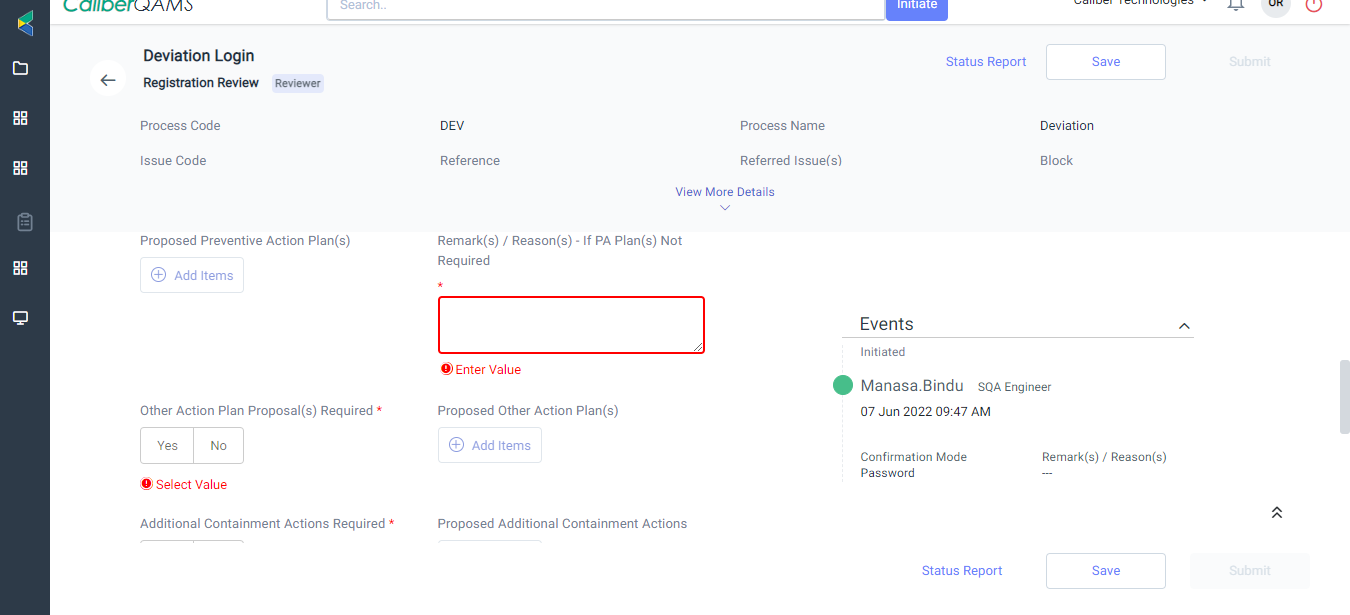 CaliberQAMS
Search..
Initiate
Caliber Technologies
OR
Deviation Login
Registration Review Reviewer
Status Report
Save
Submit
Process Code
DEV
Process Name
Deviation
Issue Code
Reference
Referred Issue(s)
Block
View More Details
Proposed Preventive Action Plan(s)
Add Items
Remark(s) / Reason(s) - If PA Plan(s) Not
Required
*
Enter Value
Other Action Plan Proposal(s) Required *
Yes No
Select Value
Proposed Other Action Plan(s)
Add Items
Additional Containment Actions Required *
Proposed Additional Containment Actions
Events
Initiated
Manasa.Bindu SQA Engineer
07 Jun 2022 09:47 AM
Confirmation Mode
Password
Remark(s) / Reason(s)
---
Status Report
Save
Submit